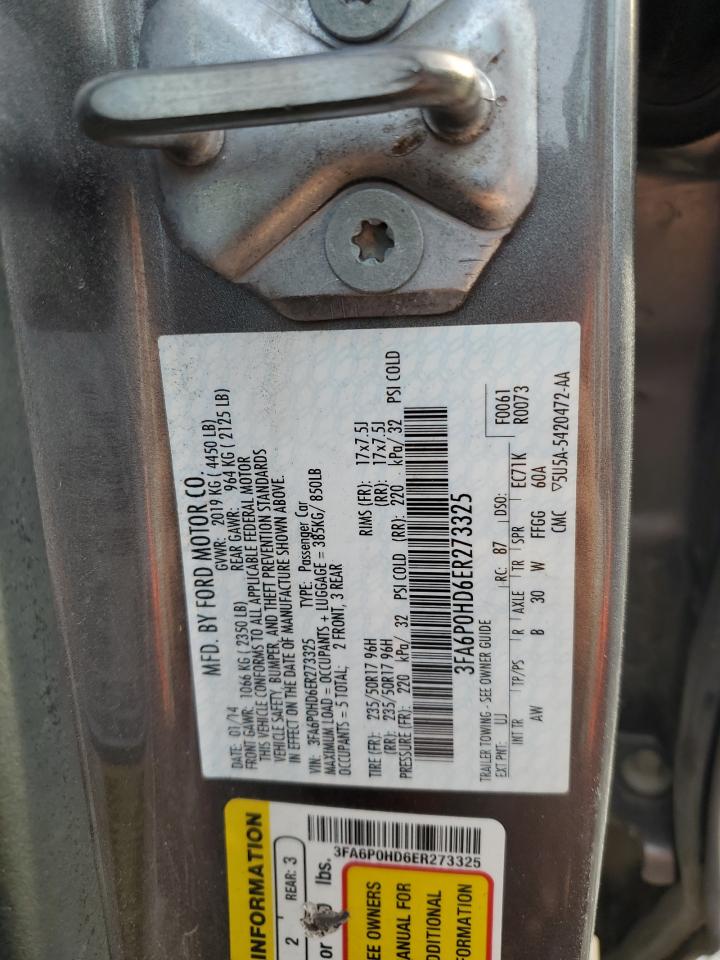 MFD. BY FORD MOTOR CO.
DATE: 01/14 GVWR: 2019 KG ( 4450 LB)
FRONT GAWR: 1066 KG ( 2350 LB) REAR GAWR: 964 KG ( 2125 LB)
THIS VEHICLE CONFORMS TO ALL APPLICABLE FEDERAL MOTOR
VEHICLE SAFETY, BUMPER, AND THEFT PREVENTION STANDARDS
IN EFFECT ON THE DATE OF MANUFACTURE SHOWN ABOVE.
VIN: 3FA6P0HD6ER273325 TYPE: Passenger Car
MAXIMUM LOAD = OCCUPANTS + LUGGAGE = 385KG/ 850LB
OCCUPANTS = 5 TOTAL; 2 FRONT, 3 REAR
TIRE (FR): 235/50R17 96H RIMS (FR): 17x7.5J
(RR): 235/50R17 96H (RR): 17x7.5J
PRESSURE (FR): 220 kPa/ 32 PSI COLD (RR): 220 kPa/ 32 PSI COLD
3FA6P0HD6ER273325
TRAILER TOWING - SEE OWNER GUIDE
EXT PNT: UJ RC: 87 DSO: F0061
INT TR TP/PS R AXLE TR SPR EC71K R0073
AW B 30 W FFGG 60A
CMC ▽5U5A-5420472-AA
INFORMATION
2 REAR: 3
or lbs.
3FA6P0HD6ER273325
EE OWNERS
ANUAL FOR
DDITIONAL
FORMATION